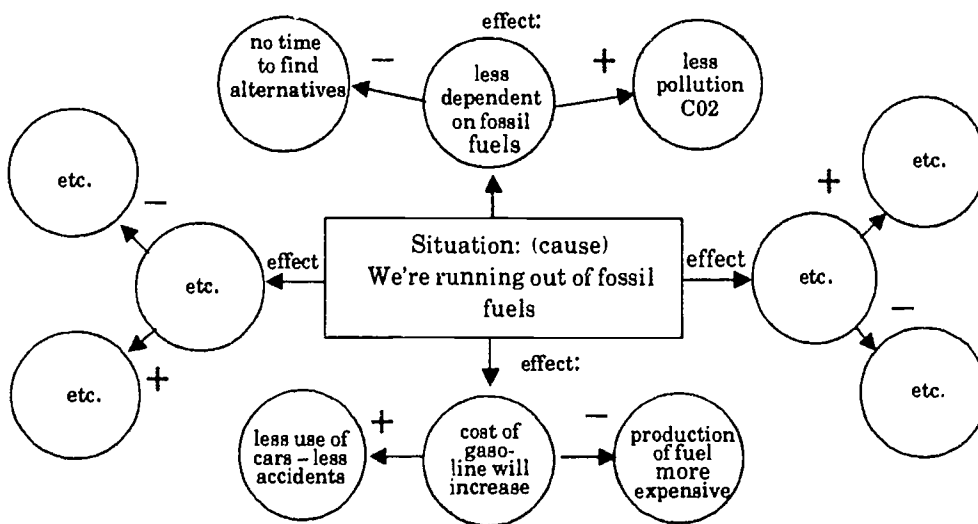 effect:
no time
to find
alternatives
−
less
dependent
on fossil
fuels
+
less
pollution
C02
etc.
−
etc.
+
etc.
effect
Situation: (cause)
We're running out of fossil
fuels
effect
etc.
+
etc.
−
etc.
effect:
less use of
cars – less
accidents
+
cost of
gaso-
line will
increase
−
production
of fuel
more
expensive